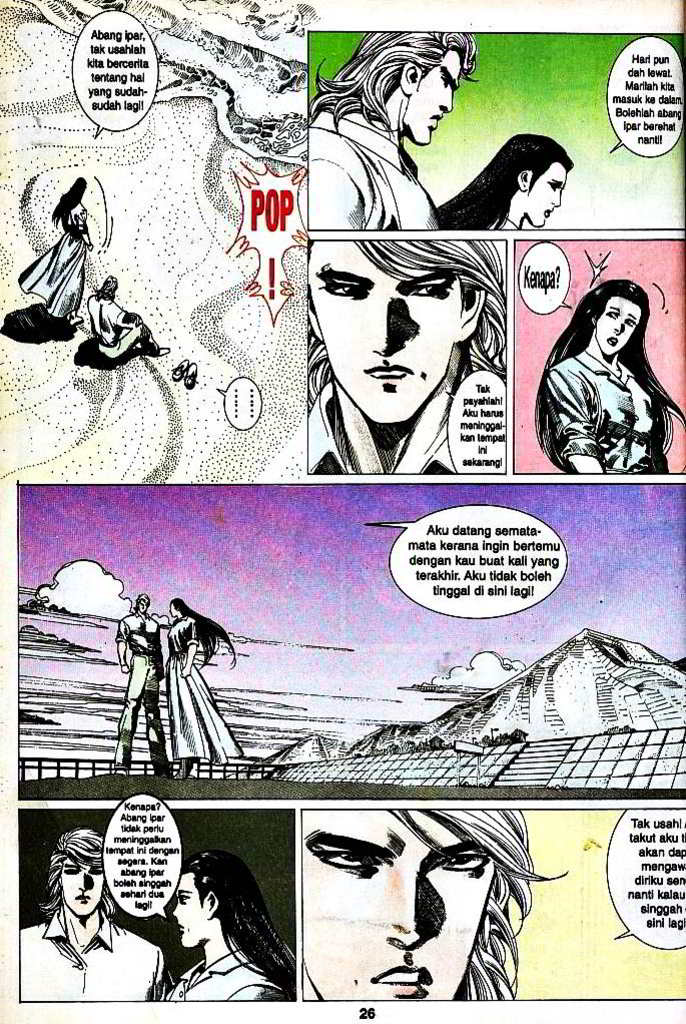 Abang ipar,
tak usahlah
kita bercerita
tentang hal
yang sudah-
sudah lagi!
POP
!
Hari pun
dah lewat.
Marilah kita
masuk ke dalam.
Bolehlah abang
ipar berehat
nanti!
Tak
payahlah!
Aku harus
meninggal-
kan tempat
ini
sekarang!
Kenapa?
Aku datang semata-
mata kerana ingin bertemu
dengan kau buat kali yang
terakhir. Aku tidak boleh
tinggal di sini lagi!
Kenapa?
Abang ipar
tidak perlu
meninggalkan
tempat ini dengan
segera. Kan
abang ipar
boleh singgah
sehari dua
lagi!
Tak usahl
takut aku ti
akan dap
mengaw
diriku sen
nanti kalau
singgah
sini lagi
26